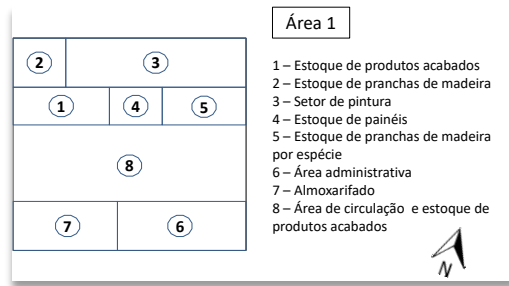 Área 1
2
3
1
4
5
8
7
6
1 – Estoque de produtos acabados
2 – Estoque de pranchas de madeira
3 – Setor de pintura
4 – Estoque de painéis
5 – Estoque de pranchas de madeira
por espécie
6 – Área administrativa
7 – Almoxarifado
8 – Área de circulação e estoque de
produtos acabados
N